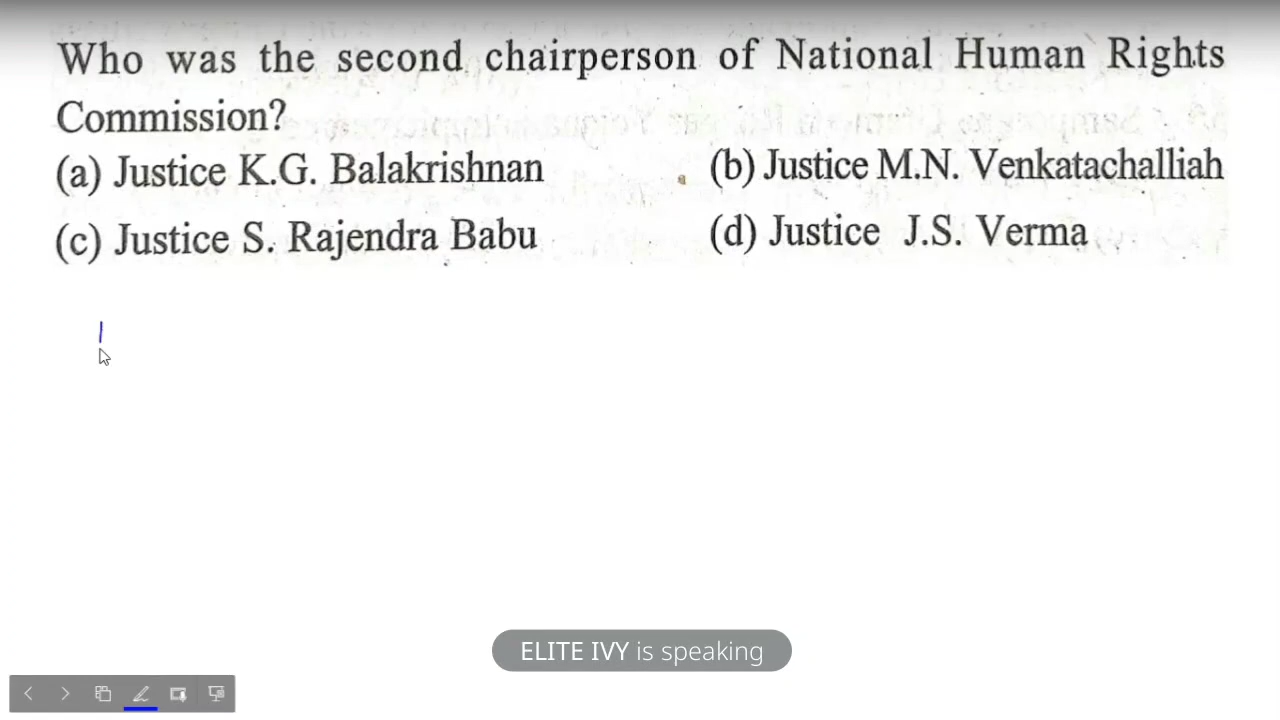 Who was the second chairperson of National Human Rights
Commission?
(a) Justice K.G. Balakrishnan
(b) Justice M.N. Venkatachalliah
(c) Justice S. Rajendra Babu
(d) Justice J.S. Verma
ELITE IVY is speaking